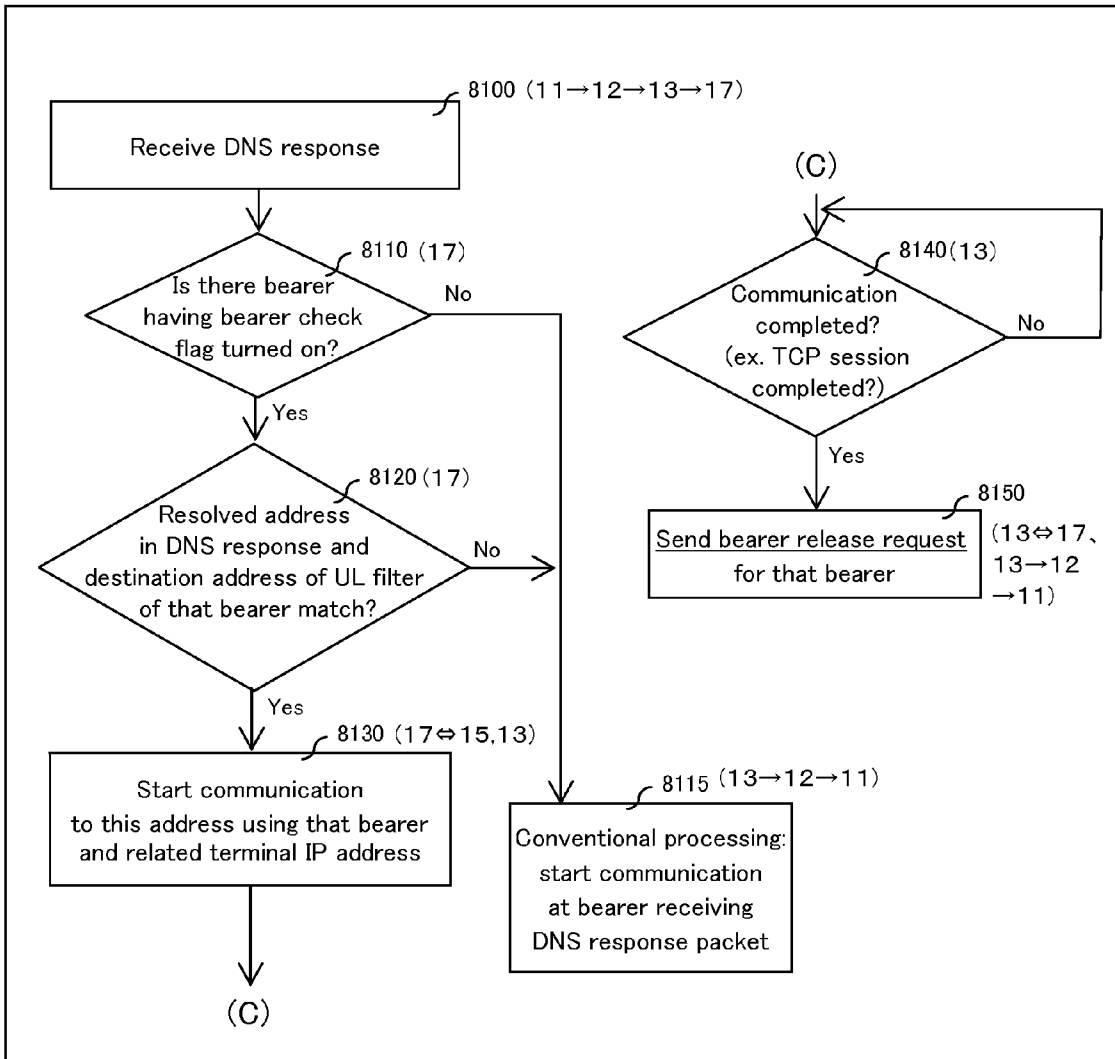 8100 (11→12→13→17)
Receive DNS response
8110 (17)
Is there bearer
having bearer check
flag turned on?
No
Yes
8120 (17)
Resolved address
in DNS response and
destination address of UL filter
of that bearer match?
No
Yes
8130 (17⇔15,13)
Start communication
to this address using that bearer
and related terminal IP address
(C)
8115 (13→12→11)
Conventional processing:
start communication
at bearer receiving
DNS response packet
(C)
8140 (13)
Communication
completed?
(ex. TCP session
completed?)
No
Yes
8150
(13⇔17、
13→12
→11)
Send bearer release request
for that bearer